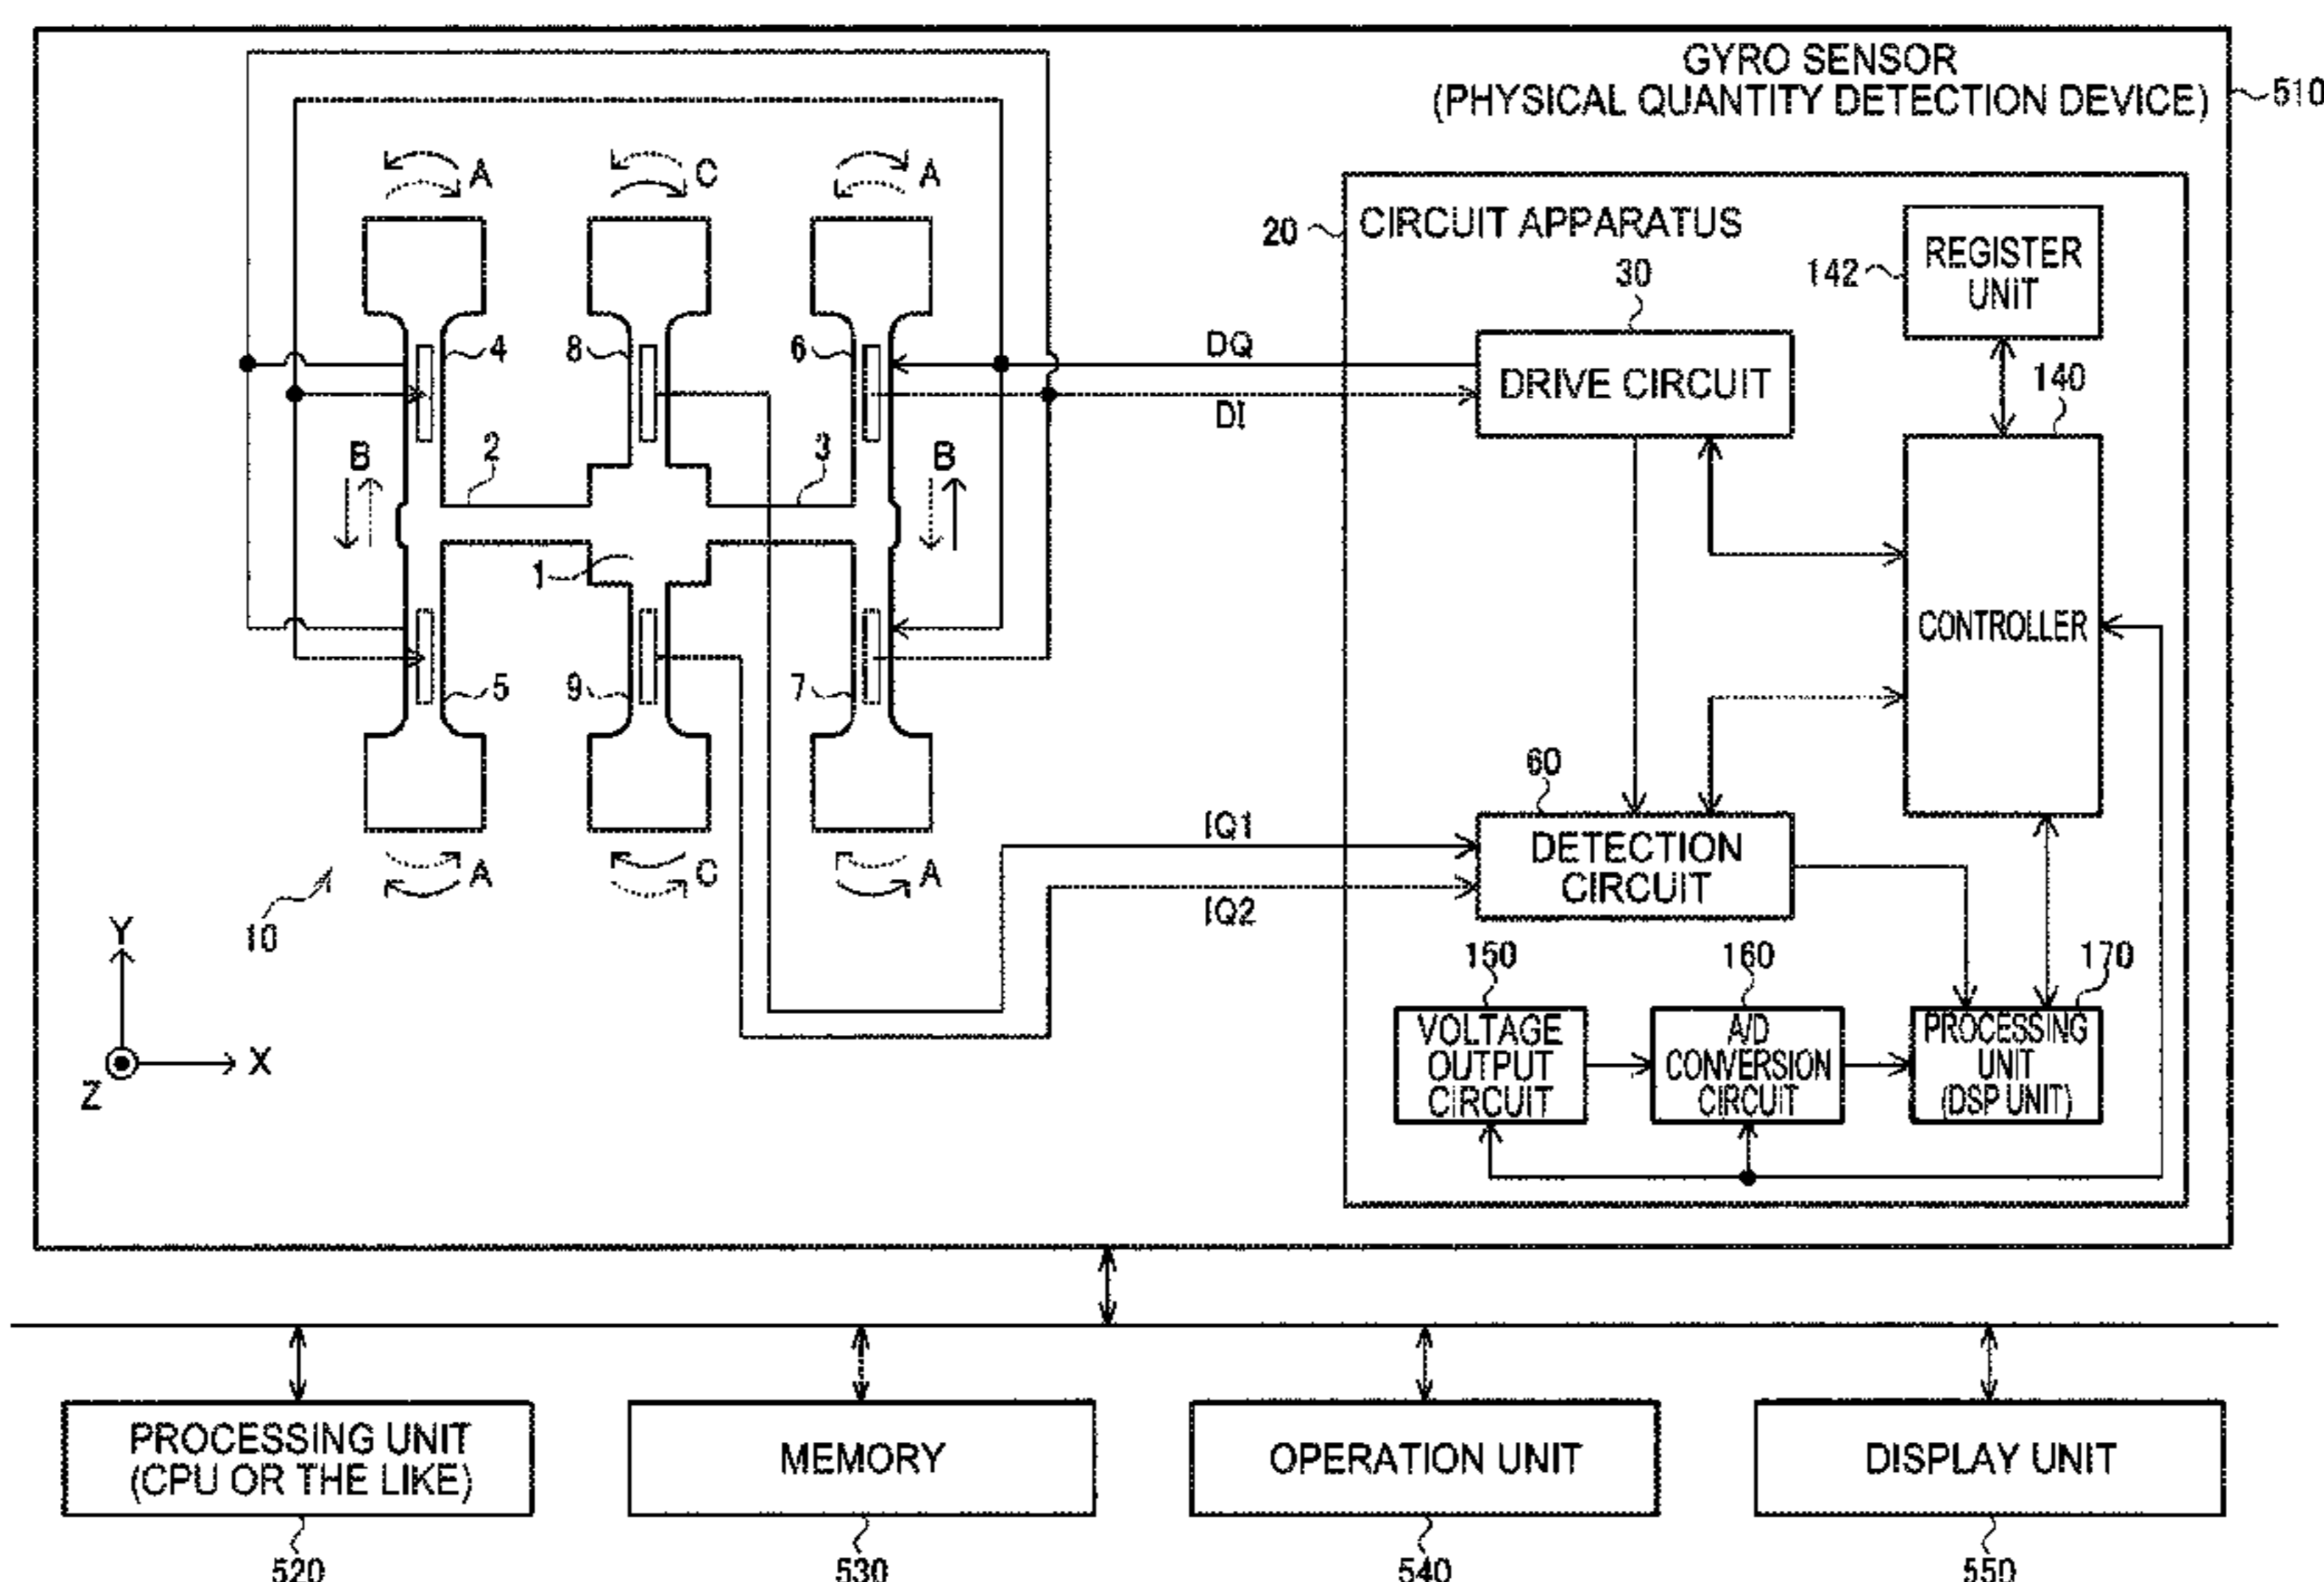 GYRO SENSOR
(PHYSICAL QUANTITY DETECTION DEVICE)
510
A
C
A
20
CIRCUIT APPARATUS
142
REGISTER
UNIT
30
4
8
6
DQ
DRIVE CIRCUIT
DI
140
B
2
3
B
1
CONTROLLER
5
9
7
60
IQ1
DETECTION
CIRCUIT
IQ2
A
C
A
10
Y
X
Z
150
160
170
VOLTAGE
OUTPUT
CIRCUIT
A/D
CONVERSION
CIRCUIT
PROCESSING
UNIT
(DSP UNIT)
PROCESSING UNIT
(CPU OR THE LIKE)
MEMORY
OPERATION UNIT
DISPLAY UNIT
520
530
540
550